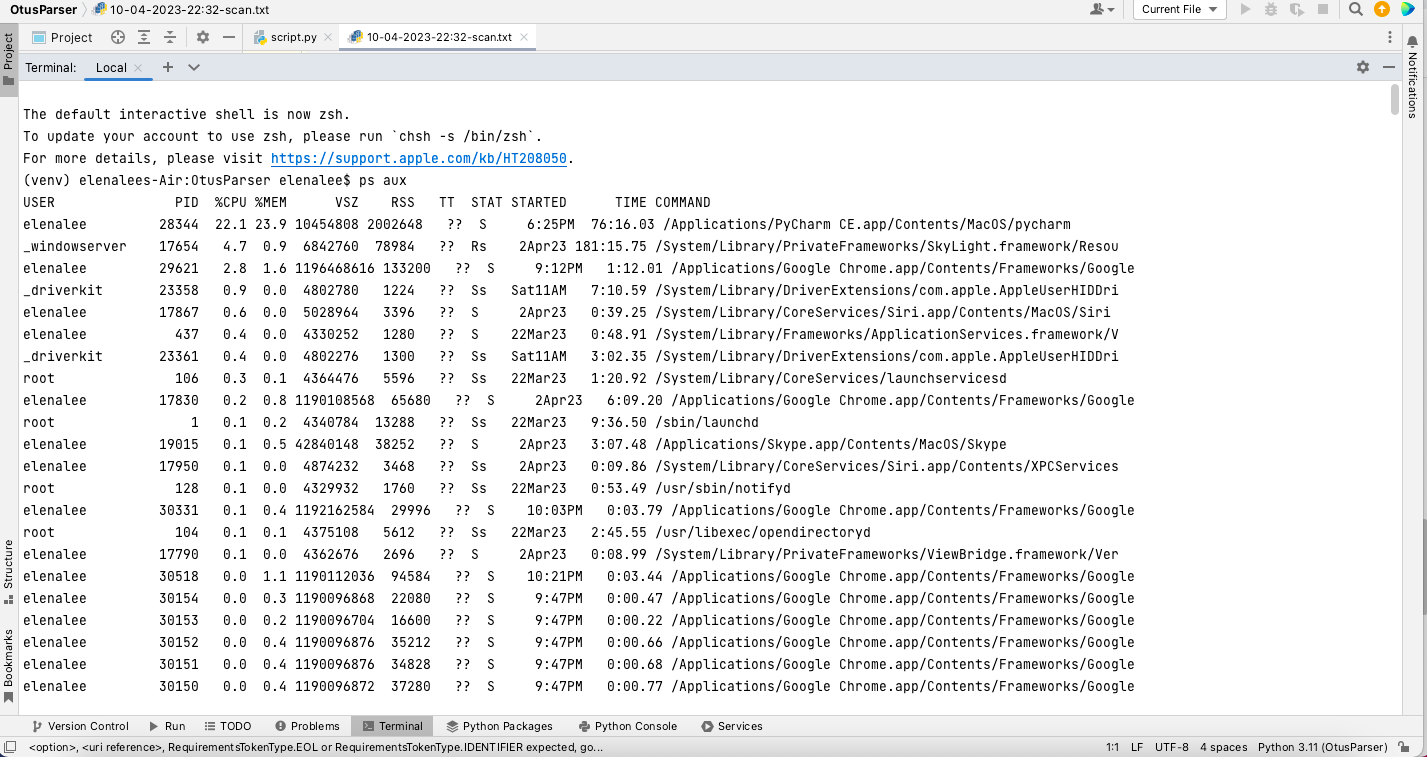 OtusParser 10-04-2023-22:32-scan.txt Current File
Project script.py 10-04-2023-22:32-scan.txt
Project
Notifications
Terminal: Local
The default interactive shell is now zsh.
To update your account to use zsh, please run `chsh -s /bin/zsh`.
For more details, please visit https://support.apple.com/kb/HT208050.
(venv) elenalees-Air:OtusParser elenalee$ ps aux
USER PID %CPU %MEM VSZ RSS TT STAT STARTED TIME COMMAND
elenalee 28344 22.1 23.9 10454808 2002648 ?? S 6:25PM 76:16.03 /Applications/PyCharm CE.app/Contents/MacOS/pycharm
_windowserver 17654 4.7 0.9 6842760 78984 ?? Rs 2Apr23 181:15.75 /System/Library/PrivateFrameworks/SkyLight.framework/Resou
elenalee 29621 2.8 1.6 1196468616 133200 ?? S 9:12PM 1:12.01 /Applications/Google Chrome.app/Contents/Frameworks/Google
_driverkit 23358 0.9 0.0 4802780 1224 ?? Ss Sat11AM 7:10.59 /System/Library/DriverExtensions/com.apple.AppleUserHIDDri
elenalee 17867 0.6 0.0 5028964 3396 ?? S 2Apr23 0:39.25 /System/Library/CoreServices/Siri.app/Contents/MacOS/Siri
elenalee 437 0.4 0.0 4330252 1280 ?? S 22Mar23 0:48.91 /System/Library/Frameworks/ApplicationServices.framework/V
_driverkit 23361 0.4 0.0 4802276 1300 ?? Ss Sat11AM 3:02.35 /System/Library/DriverExtensions/com.apple.AppleUserHIDDri
root 106 0.3 0.1 4364476 5596 ?? Ss 22Mar23 1:20.92 /System/Library/CoreServices/launchservicesd
elenalee 17830 0.2 0.8 1190108568 65680 ?? S 2Apr23 6:09.20 /Applications/Google Chrome.app/Contents/Frameworks/Google
root 1 0.1 0.2 4340784 13288 ?? Ss 22Mar23 9:36.50 /sbin/launchd
elenalee 19015 0.1 0.5 42840148 38252 ?? S 2Apr23 3:07.48 /Applications/Skype.app/Contents/MacOS/Skype
elenalee 17950 0.1 0.0 4874232 3468 ?? Ss 2Apr23 0:09.86 /System/Library/CoreServices/Siri.app/Contents/XPCServices
root 128 0.1 0.0 4329932 1760 ?? Ss 22Mar23 0:53.49 /usr/sbin/notifyd
elenalee 30331 0.1 0.4 1192162584 29996 ?? S 10:03PM 0:03.79 /Applications/Google Chrome.app/Contents/Frameworks/Google
root 104 0.1 0.1 4375108 5612 ?? Ss 22Mar23 2:45.55 /usr/libexec/opendirectoryd
elenalee 17790 0.1 0.0 4362676 2696 ?? S 2Apr23 0:08.99 /System/Library/PrivateFrameworks/ViewBridge.framework/Ver
elenalee 30518 0.0 1.1 1190112036 94584 ?? S 10:21PM 0:03.44 /Applications/Google Chrome.app/Contents/Frameworks/Google
elenalee 30154 0.0 0.3 1190096868 22080 ?? S 9:47PM 0:00.47 /Applications/Google Chrome.app/Contents/Frameworks/Google
elenalee 30153 0.0 0.2 1190096704 16600 ?? S 9:47PM 0:00.22 /Applications/Google Chrome.app/Contents/Frameworks/Google
elenalee 30152 0.0 0.4 1190096876 35212 ?? S 9:47PM 0:00.66 /Applications/Google Chrome.app/Contents/Frameworks/Google
elenalee 30151 0.0 0.4 1190096876 34828 ?? S 9:47PM 0:00.68 /Applications/Google Chrome.app/Contents/Frameworks/Google
elenalee 30150 0.0 0.4 1190096872 37280 ?? S 9:47PM 0:00.77 /Applications/Google Chrome.app/Contents/Frameworks/Google
Structure
Bookmarks
Version Control Run TODO Problems Terminal Python Packages Python Console Services
<option>, <uri reference>, RequirementsTokenType.EOL or RequirementsTokenType.IDENTIFIER expected, go... 1:1 LF UTF-8 4 spaces Python 3.11 (OtusParser)